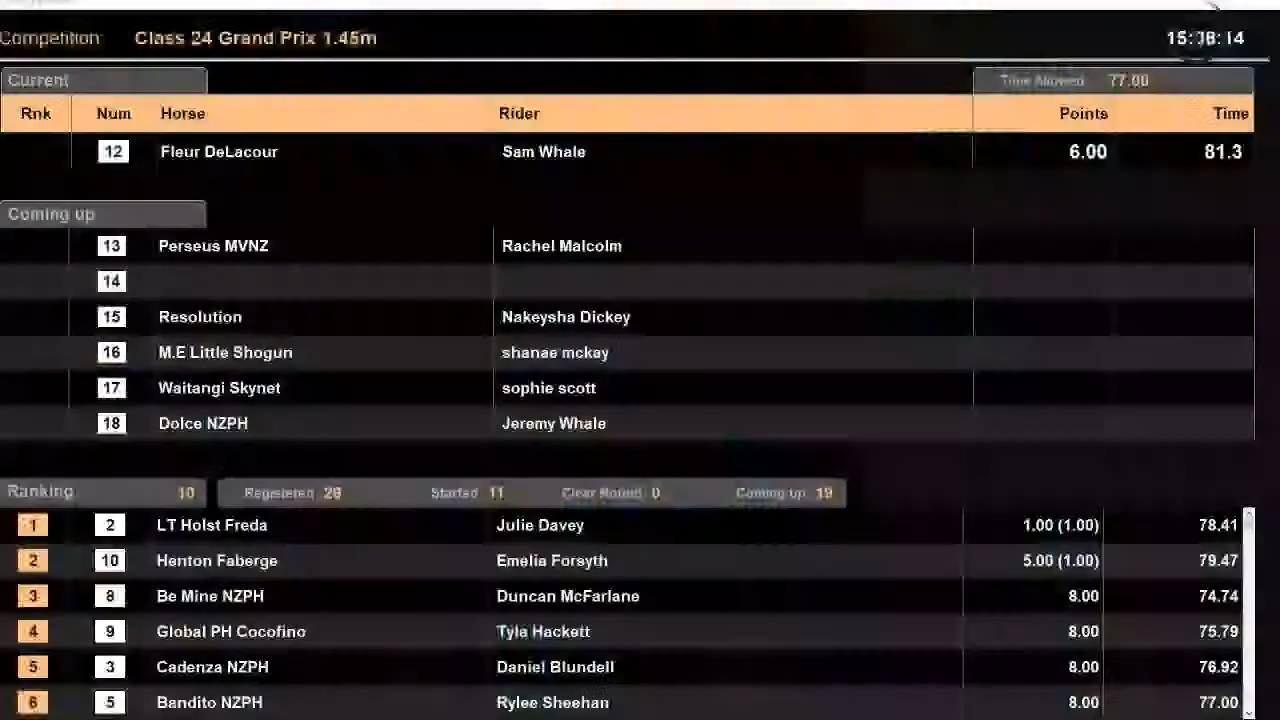 Competition Class 24 Grand Prix 1.45m 15:38:14
Current Time Allowed 77.00
Rnk Num Horse Rider Points Time
12 Fleur DeLacour Sam Whale 6.00 81.3
Coming up
13 Perseus MVNZ Rachel Malcolm
14
15 Resolution Nakeysha Dickey
16 M.E Little Shogun shanae mckay
17 Waitangi Skynet sophie scott
18 Dolce NZPH Jeremy Whale
Ranking 10 Registered 28 Started 11 Clear Round 0 Coming up 19
1 2 LT Holst Freda Julie Davey 1.00 (1.00) 78.41
2 10 Henton Faberge Emelia Forsyth 5.00 (1.00) 79.47
3 8 Be Mine NZPH Duncan McFarlane 8.00 74.74
4 9 Global PH Cocofino Tyla Hackett 8.00 75.79
5 3 Cadenza NZPH Daniel Blundell 8.00 76.92
6 5 Bandito NZPH Rylee Sheehan 8.00 77.00